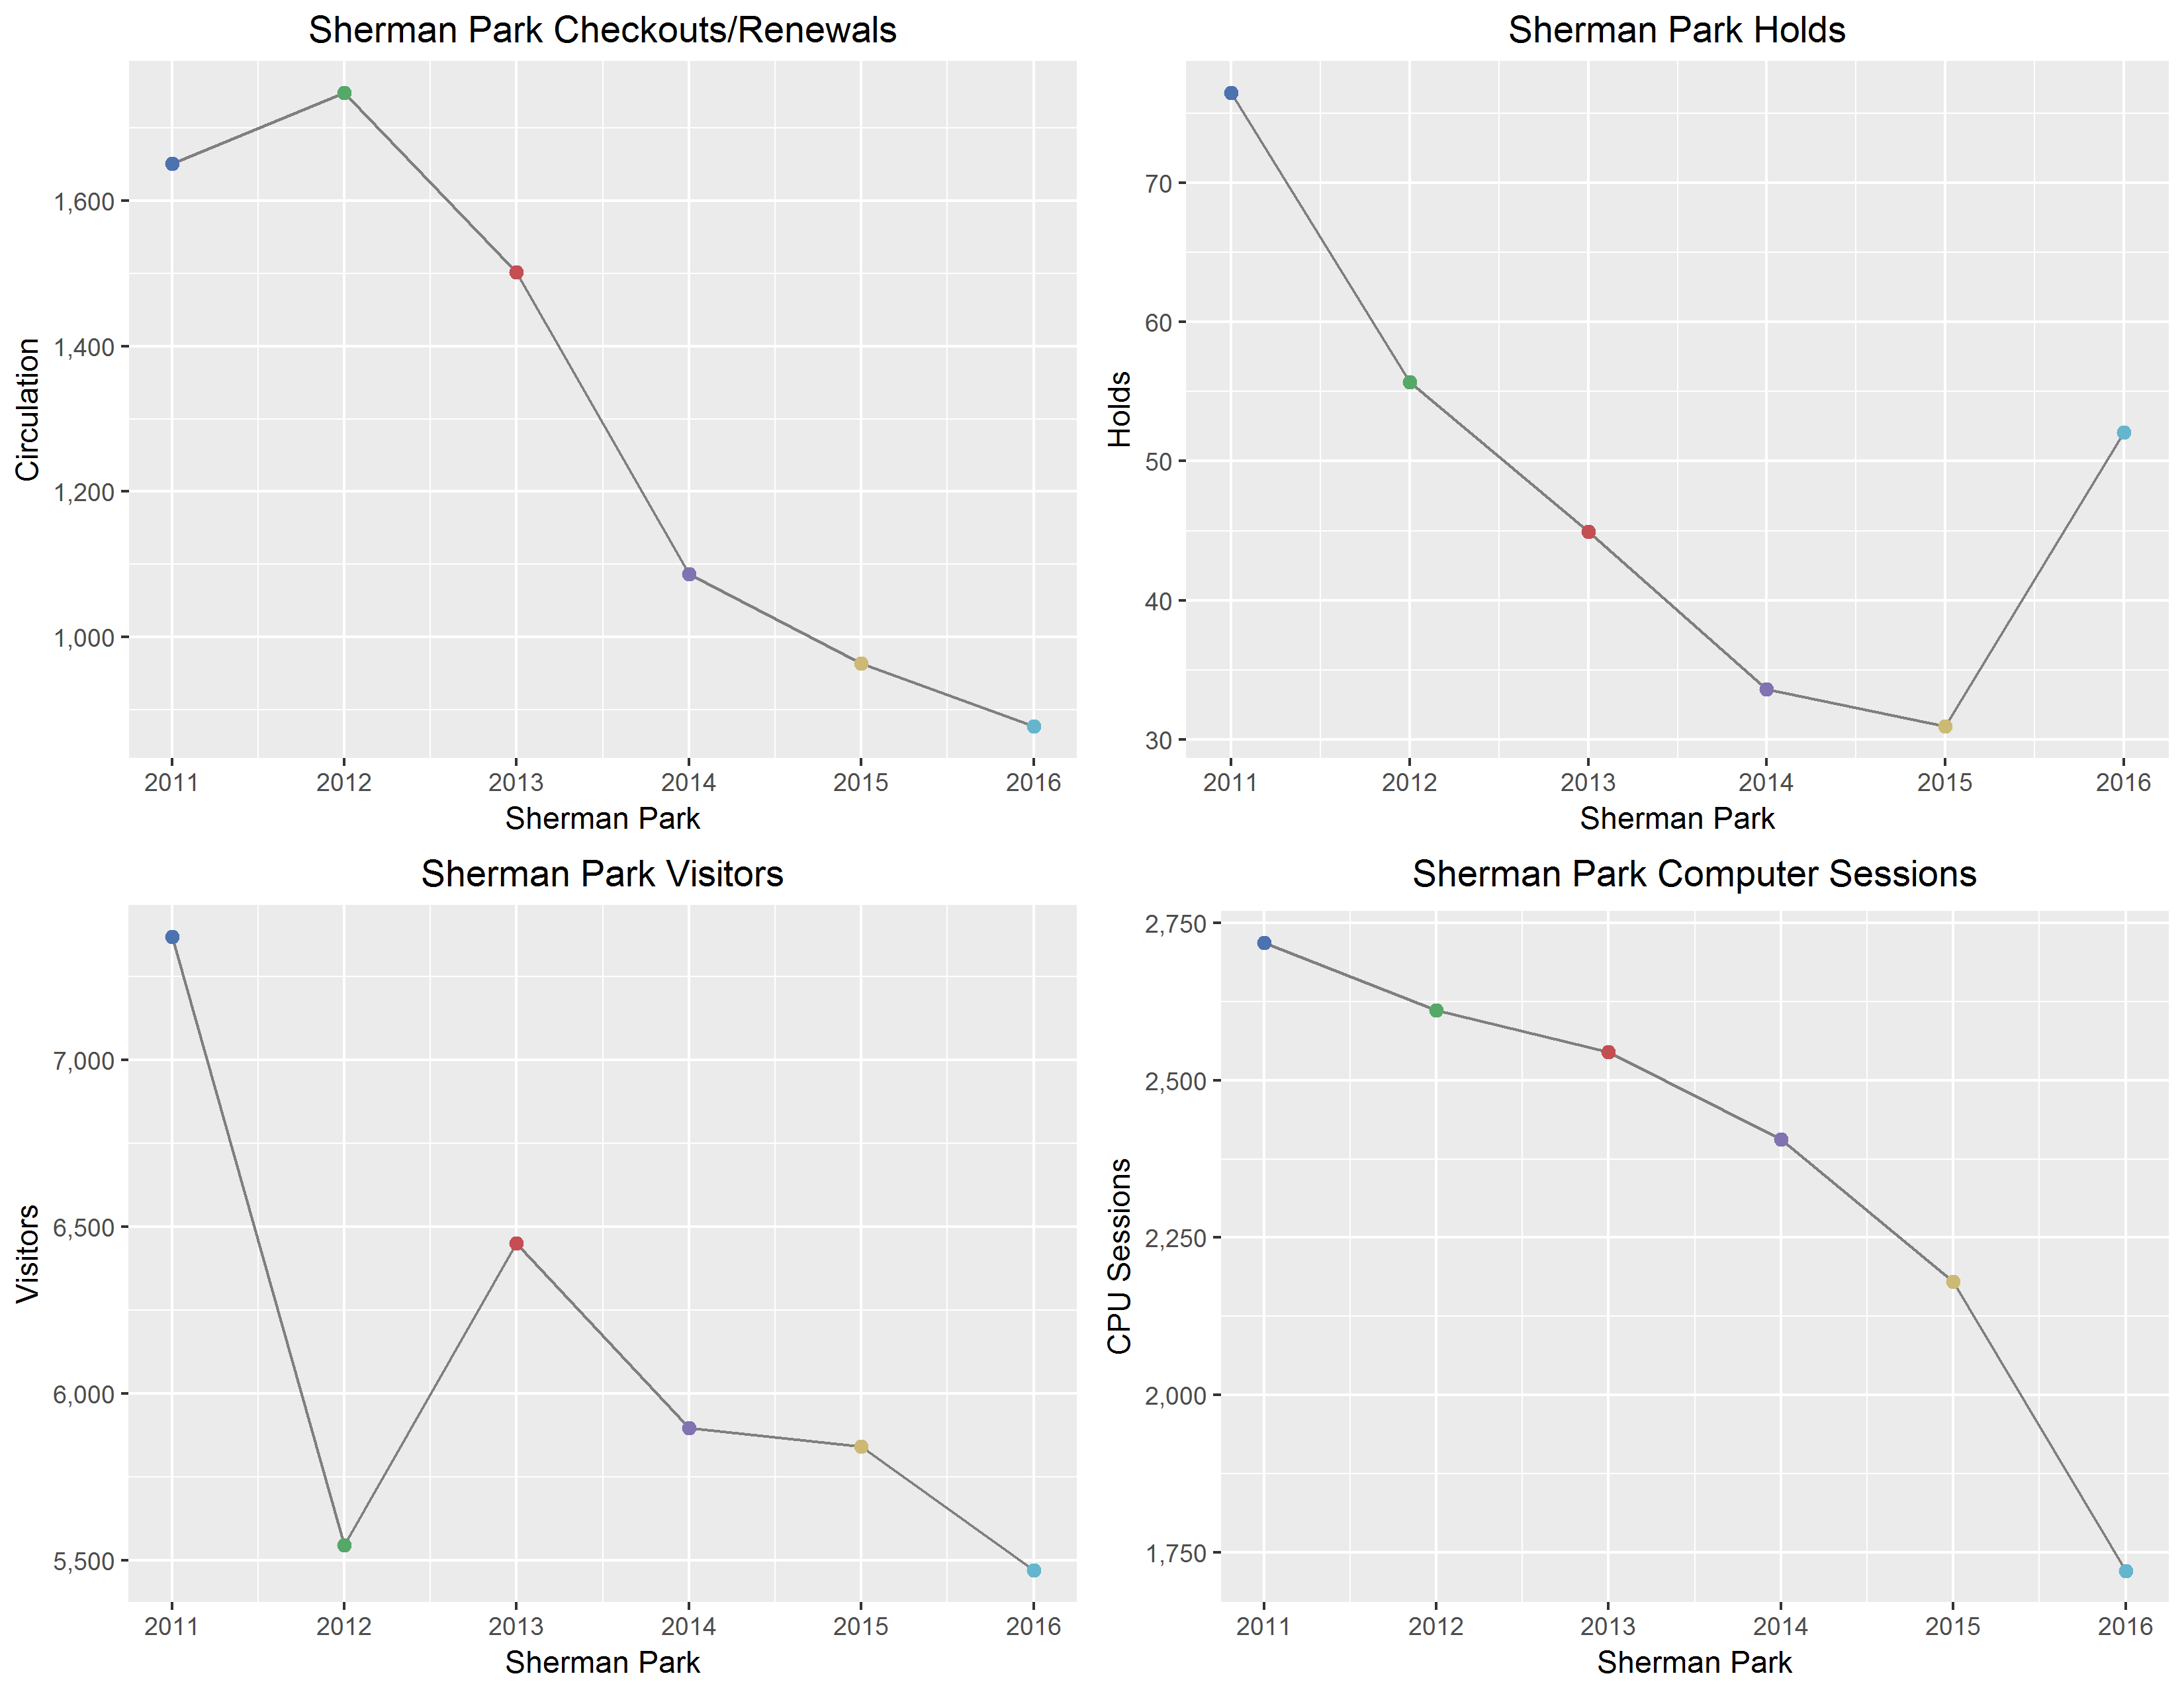 Sherman Park Checkouts/Renewals
Circulation
1,600
1,400
1,200
1,000
2011 2012 2013 2014 2015 2016
Sherman Park
Sherman Park Holds
Holds
70
60
50
40
30
2011 2012 2013 2014 2015 2016
Sherman Park
Sherman Park Visitors
Visitors
7,000
6,500
6,000
5,500
2011 2012 2013 2014 2015 2016
Sherman Park
Sherman Park Computer Sessions
CPU Sessions
2,750
2,500
2,250
2,000
1,750
2011 2012 2013 2014 2015 2016
Sherman Park